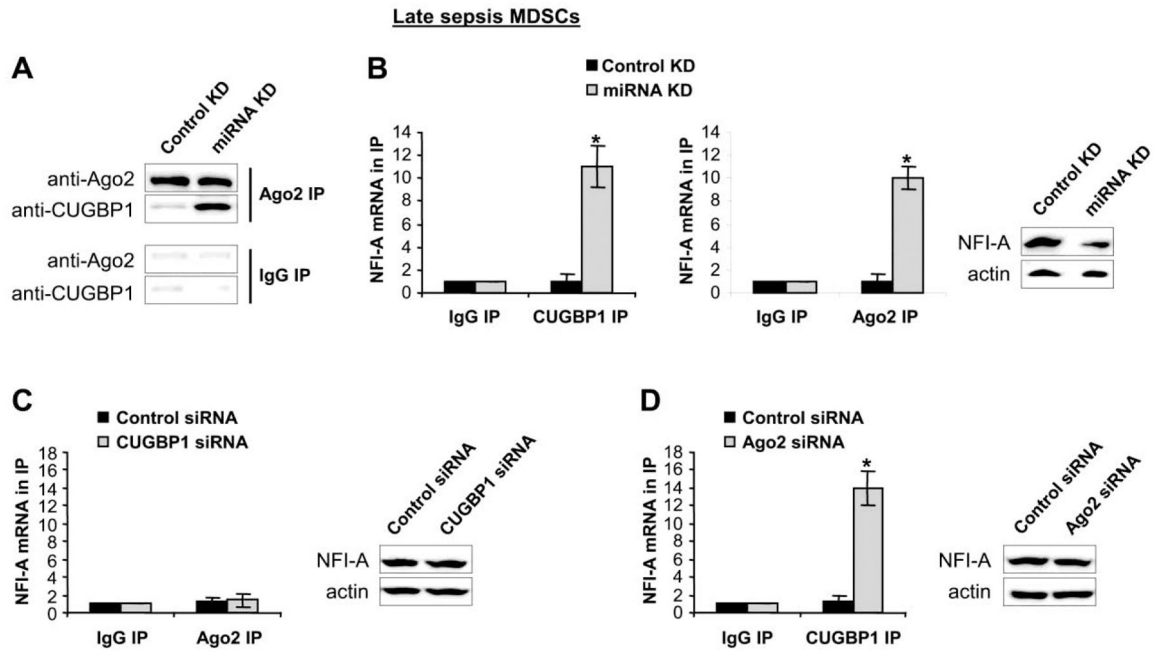 Late sepsis MDSCs
A
Control KD
miRNA KD
anti-Ago2
anti-CUGBP1
Ago2 IP
anti-Ago2
anti-CUGBP1
IgG IP
B
Control KD
miRNA KD
NFI-A mRNA in IP
14
12
10
8
6
4
2
0
*
IgG IP
CUGBP1 IP
NFI-A mRNA in IP
14
12
10
8
6
4
2
0
*
IgG IP
Ago2 IP
Control KD
miRNA KD
NFI-A
actin
C
Control siRNA
CUGBP1 siRNA
NFI-A mRNA in IP
18
16
14
12
10
8
6
4
2
0
IgG IP
Ago2 IP
Control siRNA
CUGBP1 siRNA
NFI-A
actin
D
Control siRNA
Ago2 siRNA
NFI-A mRNA in IP
18
16
14
12
10
8
6
4
2
0
*
IgG IP
CUGBP1 IP
Control siRNA
Ago2 siRNA
NFI-A
actin